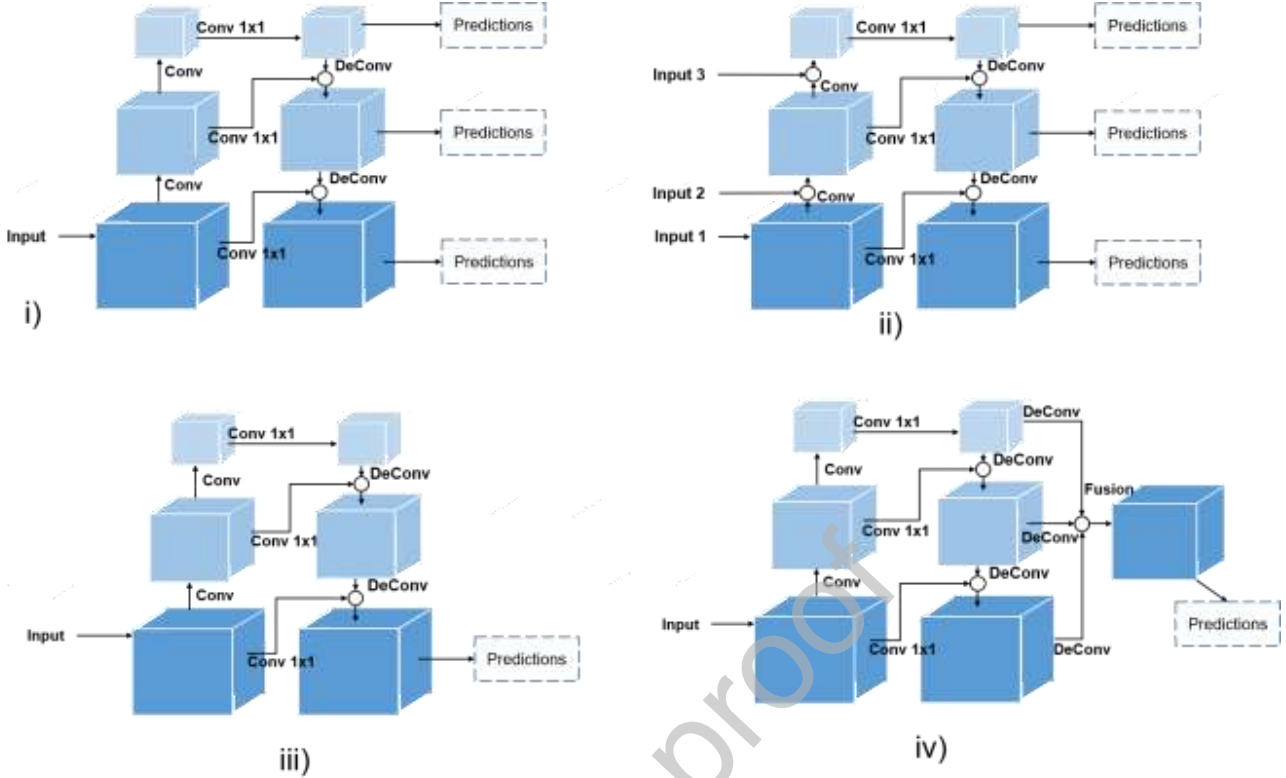 Conv 1x1
Predictions
Conv
DeConv
Conv 1x1
Predictions
Conv
DeConv
Input
Conv 1x1
Predictions
i)
Conv 1x1
Predictions
Input 3
Conv
DeConv
Conv 1x1
Predictions
Input 2
Conv
DeConv
Input 1
Conv 1x1
Predictions
ii)
Conv 1x1
Conv
DeConv
Conv 1x1
Conv
DeConv
Input
Conv 1x1
Predictions
iii)
Conv 1x1
DeConv
Conv
DeConv
Fusion
Conv 1x1
DeConv
Conv
DeConv
Input
Conv 1x1
DeConv
Predictions
iv)
proof